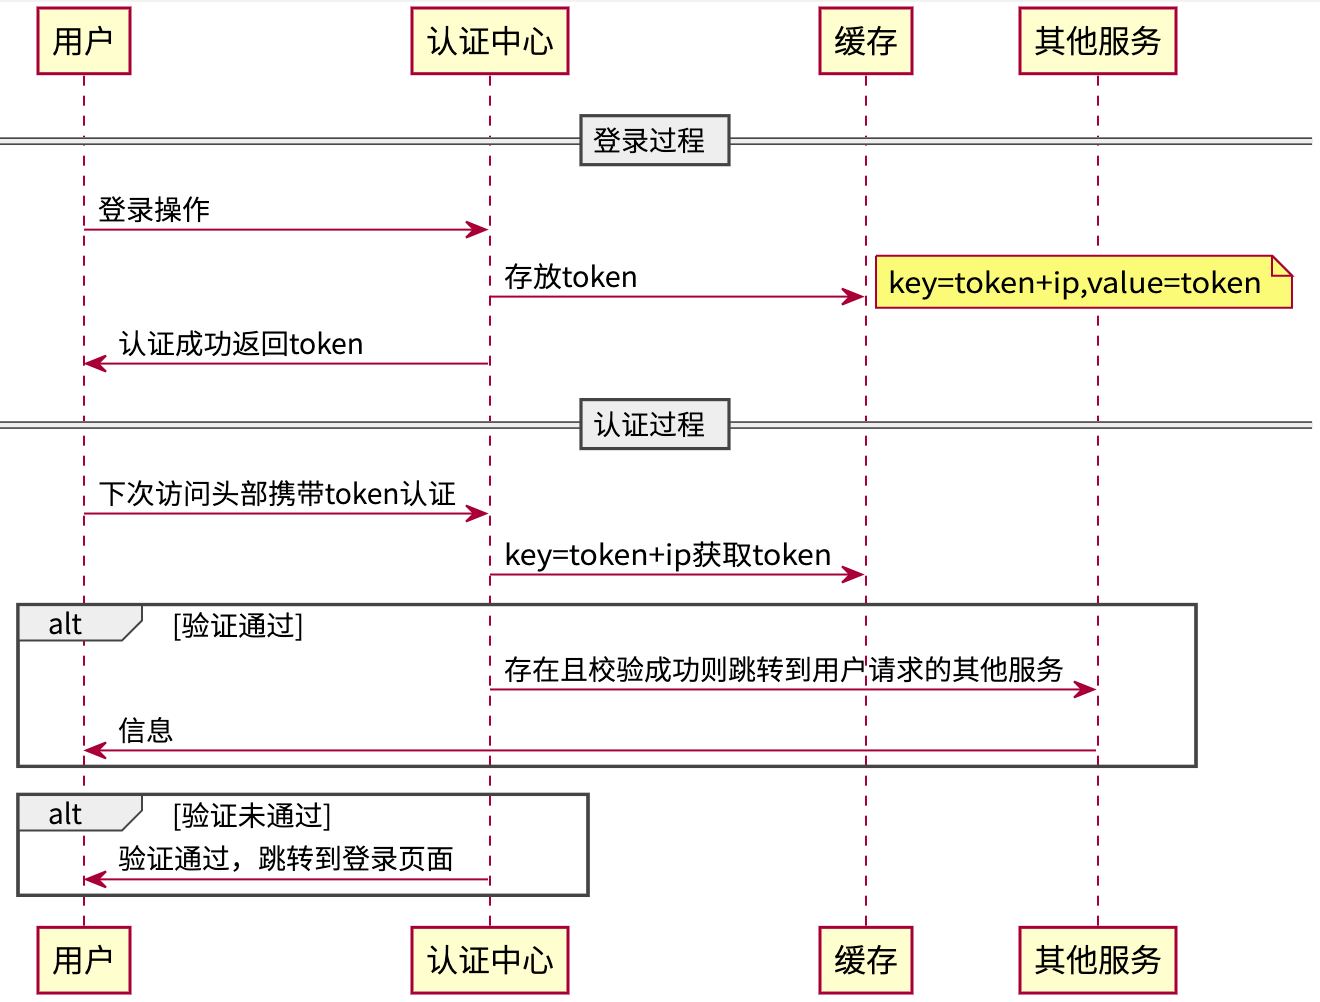 用户
认证中心
缓存
其他服务
登录过程
登录操作
存放token
key=token+ip,value=token
认证成功返回token
认证过程
下次访问头部携带token认证
key=token+ip获取token
alt
[验证通过]
存在且校验成功则跳转到用户请求的其他服务
信息
alt
[验证未通过]
验证通过，跳转到登录页面
用户
认证中心
缓存
其他服务